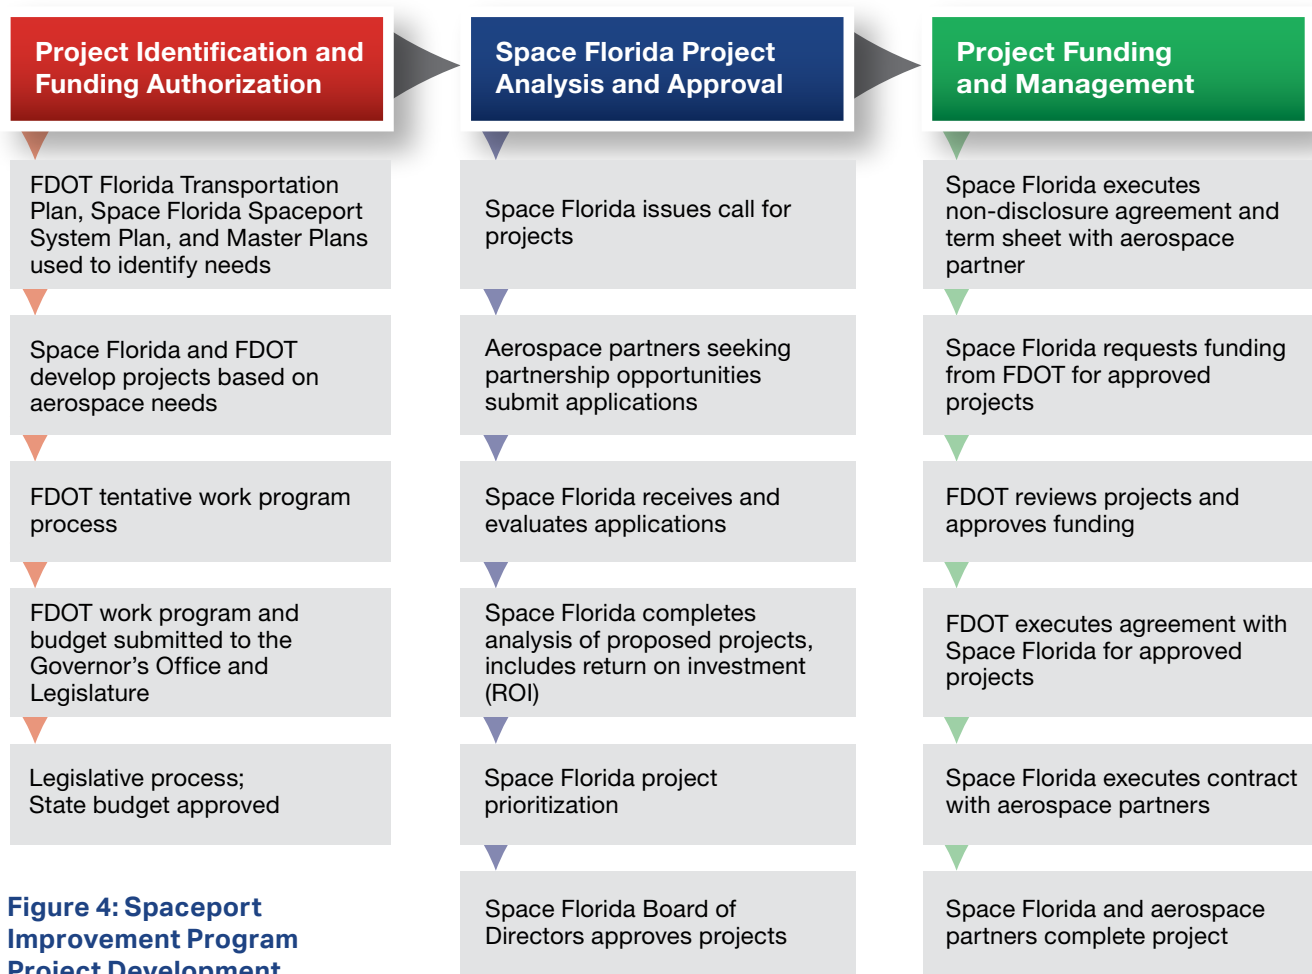 Project Identification and
Funding Authorization
FDOT Florida Transportation
Plan, Space Florida Spaceport
System Plan, and Master Plans
used to identify needs
Space Florida and FDOT
develop projects based on
aerospace needs
FDOT tentative work program
process
FDOT work program and
budget submitted to the
Governor’s Office and
Legislature
Legislative process;
State budget approved
Space Florida Project
Analysis and Approval
Space Florida issues call for
projects
Aerospace partners seeking
partnership opportunities
submit applications
Space Florida receives and
evaluates applications
Space Florida completes
analysis of proposed projects,
includes return on investment
(ROI)
Space Florida project
prioritization
Space Florida Board of
Directors approves projects
Project Funding
and Management
Space Florida executes
non-disclosure agreement and
term sheet with aerospace
partner
Space Florida requests funding
from FDOT for approved
projects
FDOT reviews projects and
approves funding
FDOT executes agreement with
Space Florida for approved
projects
Space Florida executes contract
with aerospace partners
Space Florida and aerospace
partners complete project
Figure 4: Spaceport
Improvement Program
Project Development